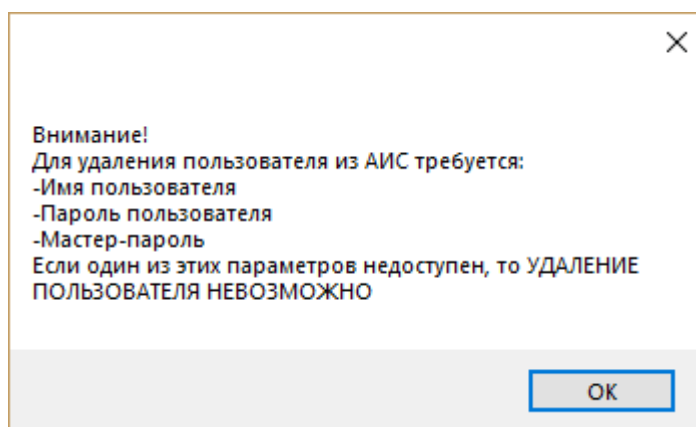 Внимание!
Для удаления пользователя из АИС требуется:
-Имя пользователя
-Пароль пользователя
-Мастер-пароль
Если один из этих параметров недоступен, то УДАЛЕНИЕ
ПОЛЬЗОВАТЕЛЯ НЕВОЗМОЖНО
ОК